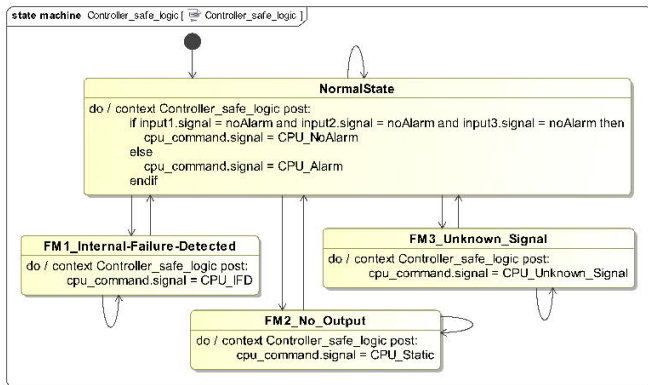 state machine Controller_safe_logic [ Controller_safe_logic ]
NormalState
do / context Controller_safe_logic post:
if input1.signal = noAlarm and input2.signal = noAlarm and input3.signal = noAlarm then
cpu_command.signal = CPU_NoAlarm
else
cpu_command.signal = CPU_Alarm
endif
FM1_Internal-Failure-Detected
do / context Controller_safe_logic post:
cpu_command.signal = CPU_IFD
FM3_Unknown_Signal
do / context Controller_safe_logic post:
cpu_command.signal = CPU_Unknown_Signal
FM2_No_Output
do / context Controller_safe_logic post:
cpu_command.signal = CPU_Static